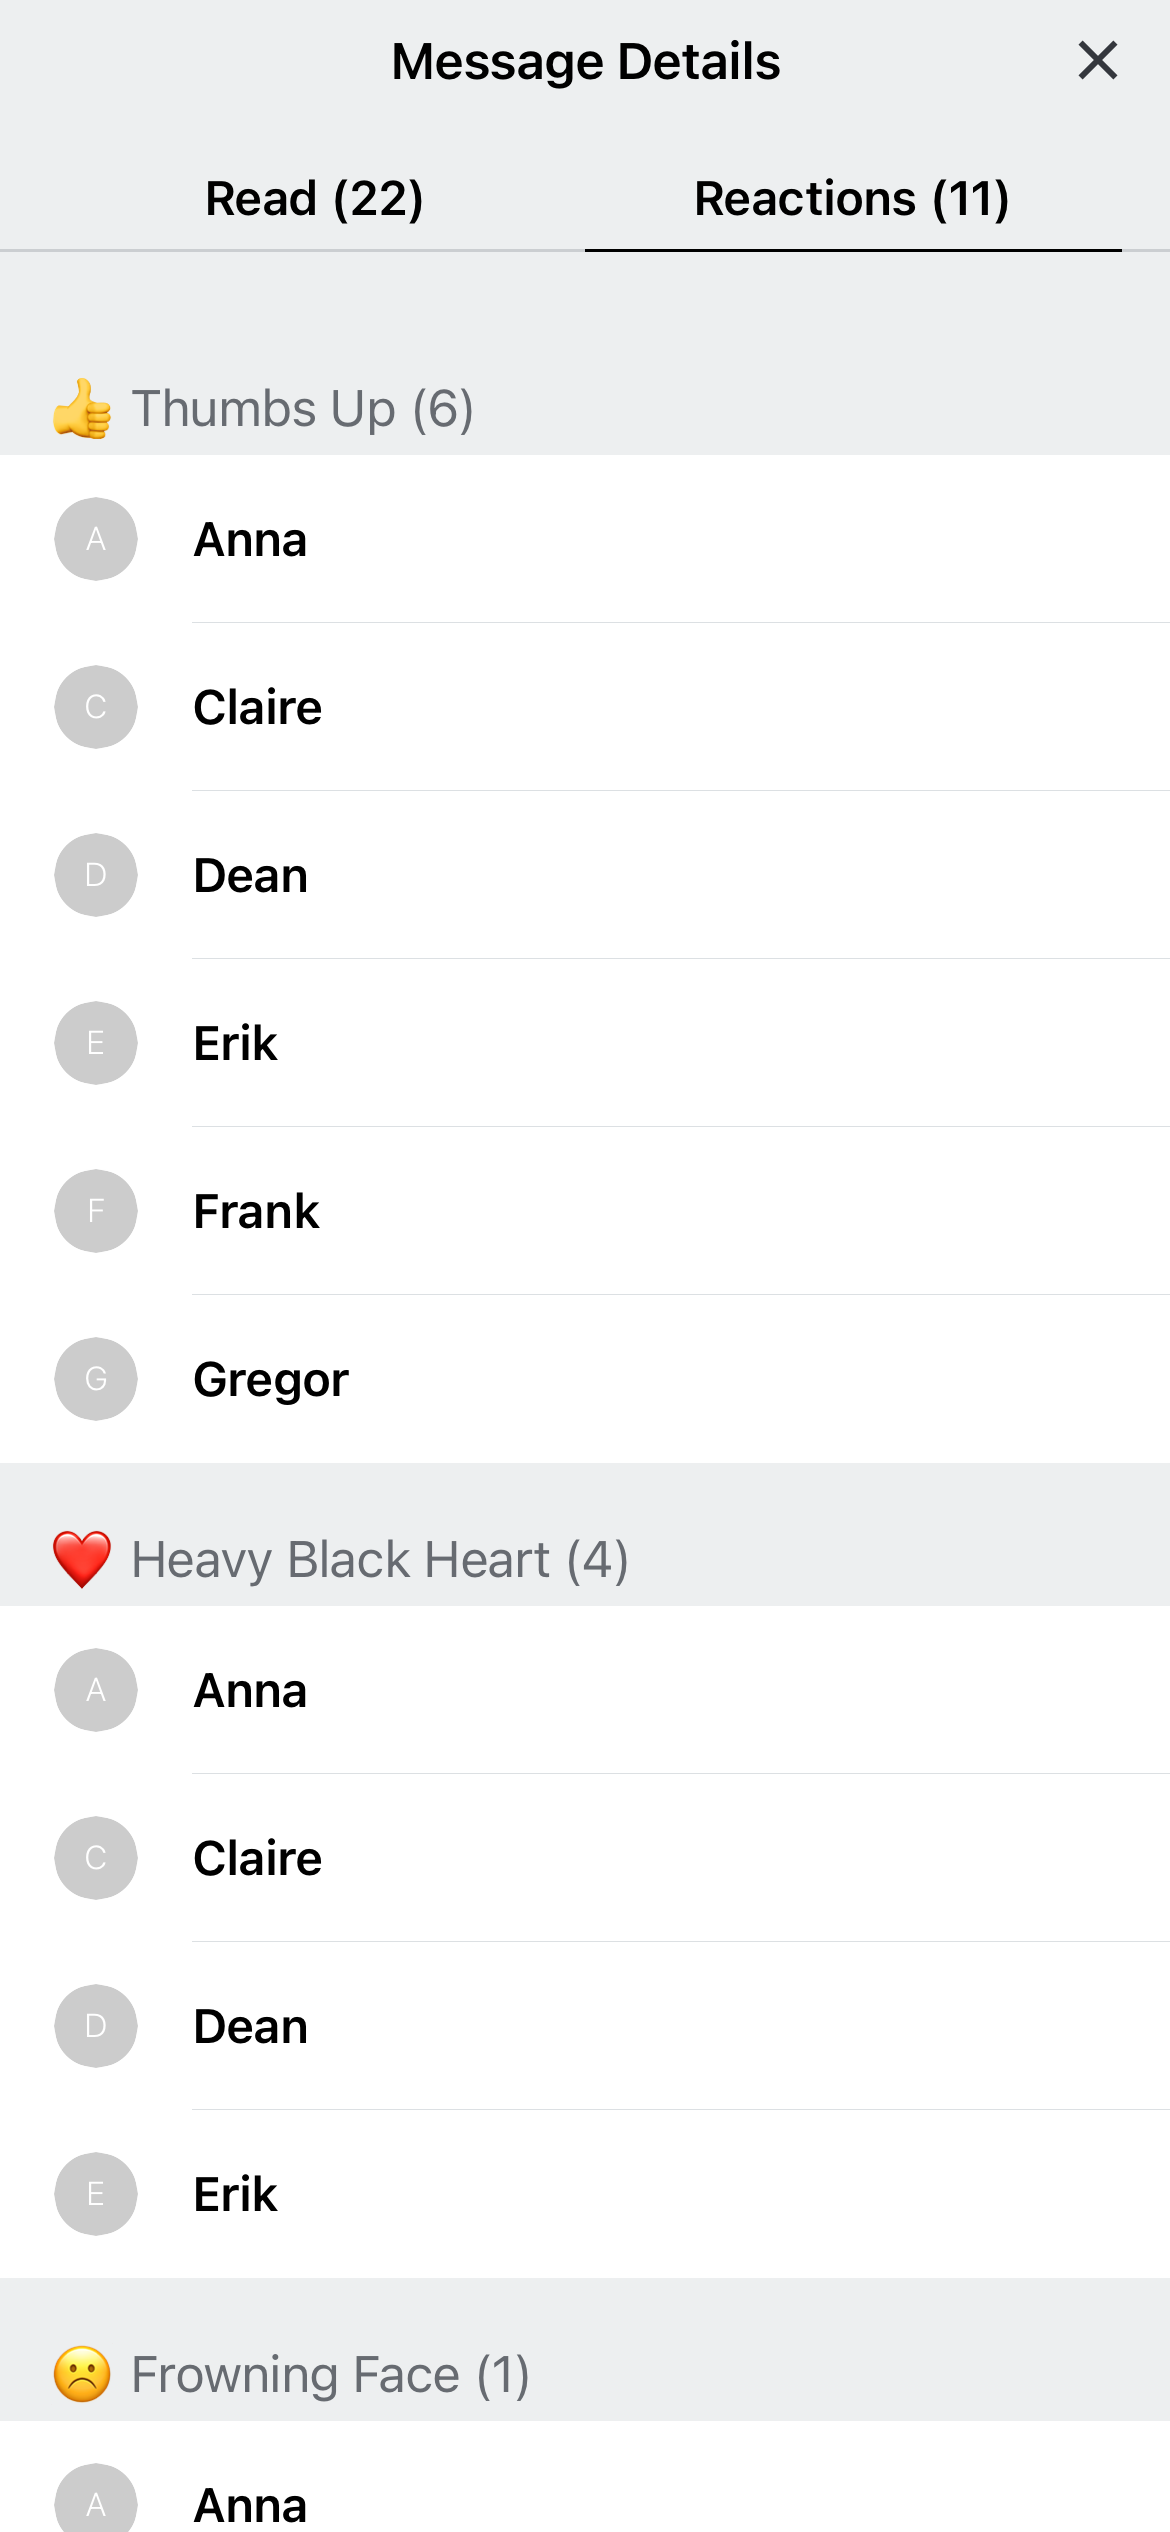 Message Details
Read (22) Reactions (11)
👍 Thumbs Up (6)
A Anna
C Claire
D Dean
E Erik
F Frank
G Gregor
❤️ Heavy Black Heart (4)
A Anna
C Claire
D Dean
E Erik
☹️ Frowning Face (1)
A Anna